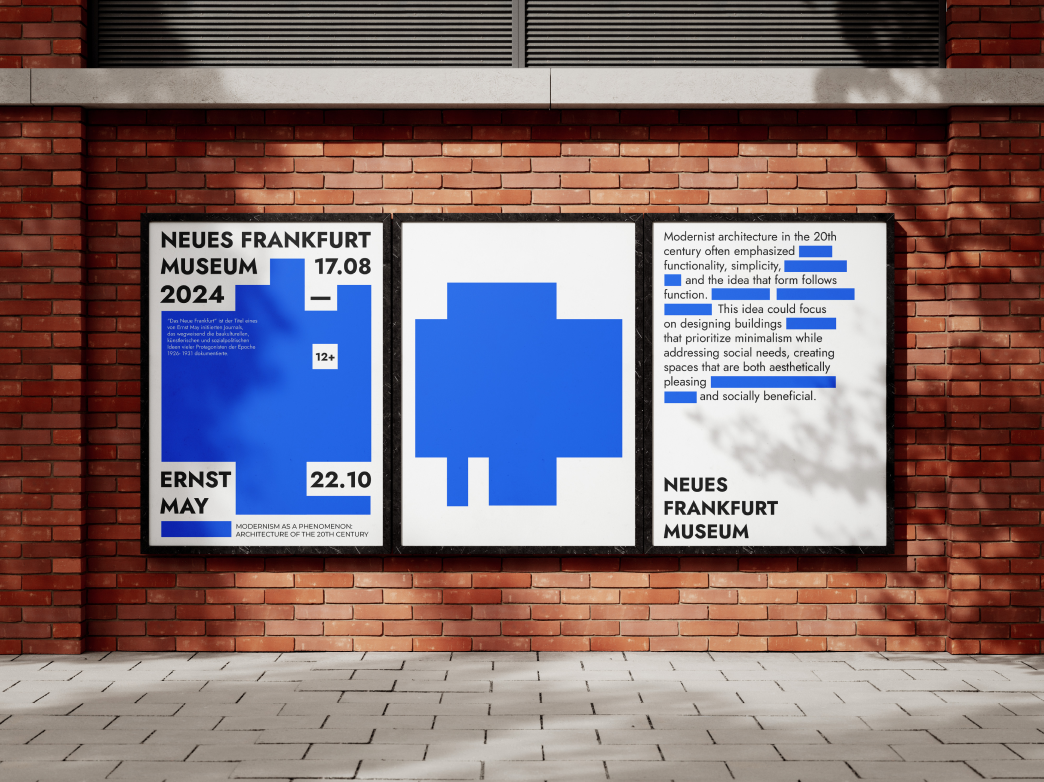 NEUES FRANKFURT
MUSEUM 17.08
2024 —
"Das Neue Frankfurt" ist der Titel eines
von Ernst May initiierten Journals,
das wegweisend die baukulturellen,
künstlerischen und sozialpolitischen
Ideen vieler Protagonisten der Epoche
1926-1931 dokumentierte.
12+
ERNST 22.10
MAY
MODERNISM AS A PHENOMENON:
ARCHITECTURE OF THE 20TH CENTURY
Modernist architecture in the 20th
century often emphasized
functionality, simplicity,
and the idea that form follows
function.
This idea could focus
on designing buildings
that prioritize minimalism while
addressing social needs, creating
spaces that are both aesthetically
pleasing
and socially beneficial.
NEUES
FRANKFURT
MUSEUM